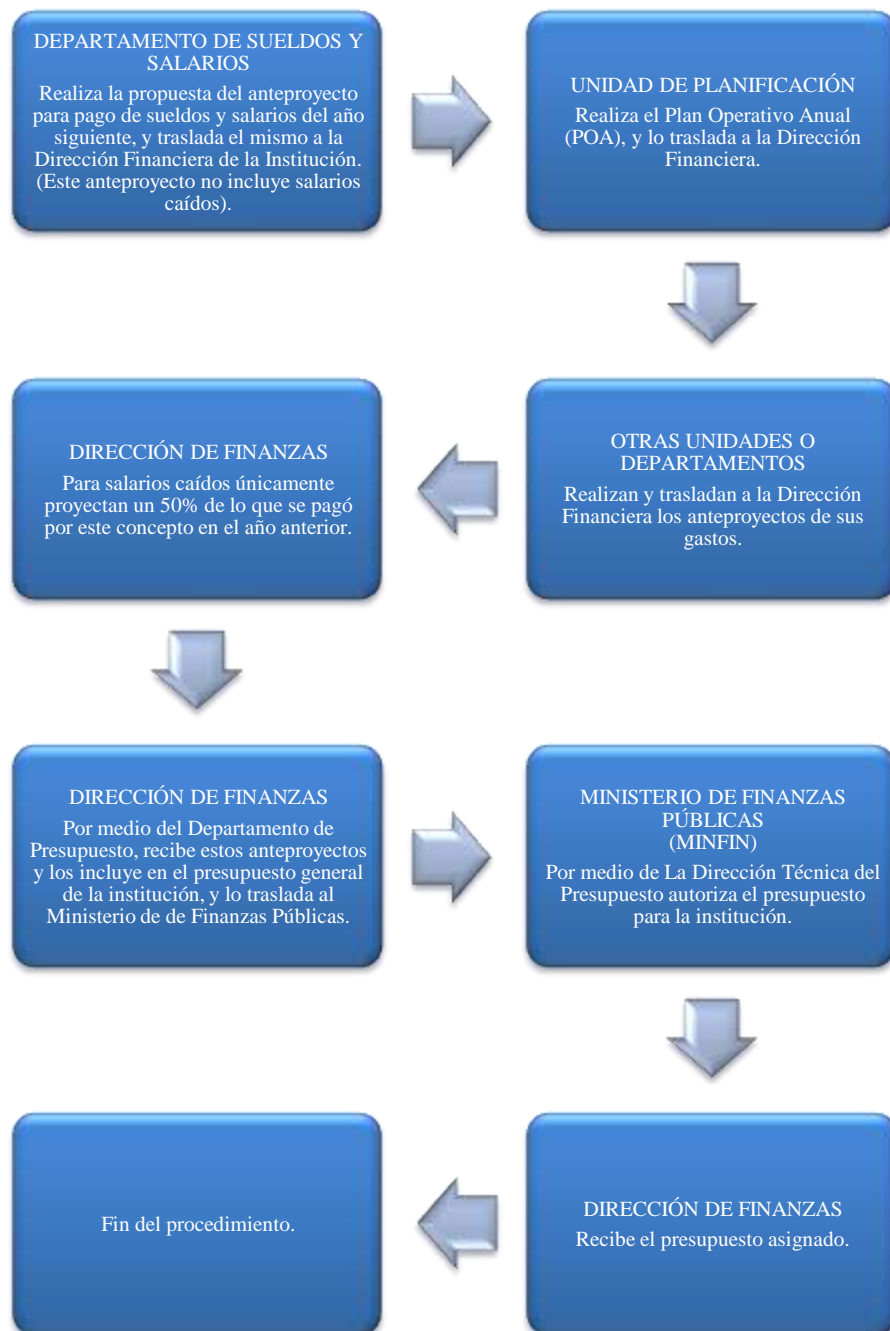 DEPARTAMENTO DE SUELDOS Y
SALARIOS
Realiza la propuesta del anteproyecto
para pago de sueldos y salarios del año
siguiente, y traslada el mismo a la
Dirección Financiera de la Institución.
(Este anteproyecto no incluye salarios
caídos).
UNIDAD DE PLANIFICACIÓN
Realiza el Plan Operativo Anual
(POA), y lo traslada a la Dirección
Financiera.
OTRAS UNIDADES O
DEPARTAMENTOS
Realizan y trasladan a la Dirección
Financiera los anteproyectos de sus
gastos.
DIRECCIÓN DE FINANZAS
Para salarios caídos únicamente
proyectan un 50% de lo que se pagó
por este concepto en el año anterior.
DIRECCIÓN DE FINANZAS
Por medio del Departamento de
Presupuesto, recibe estos anteproyectos
y los incluye en el presupuesto general
de la institución, y lo traslada al
Ministerio de de Finanzas Públicas.
MINISTERIO DE FINANZAS
PÚBLICAS
(MINFIN)
Por medio de La Dirección Técnica del
Presupuesto autoriza el presupuesto
para la institución.
DIRECCIÓN DE FINANZAS
Recibe el presupuesto asignado.
Fin del procedimiento.